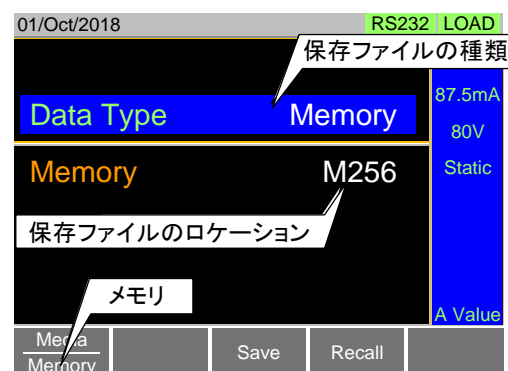 01/Oct/2018 RS232 LOAD
保存ファイルの種類
Data Type Memory
87.5mA
80V
Memory M256
Static
保存ファイルのロケーション
メモリ
A Value
Media
Memory
Save Recall